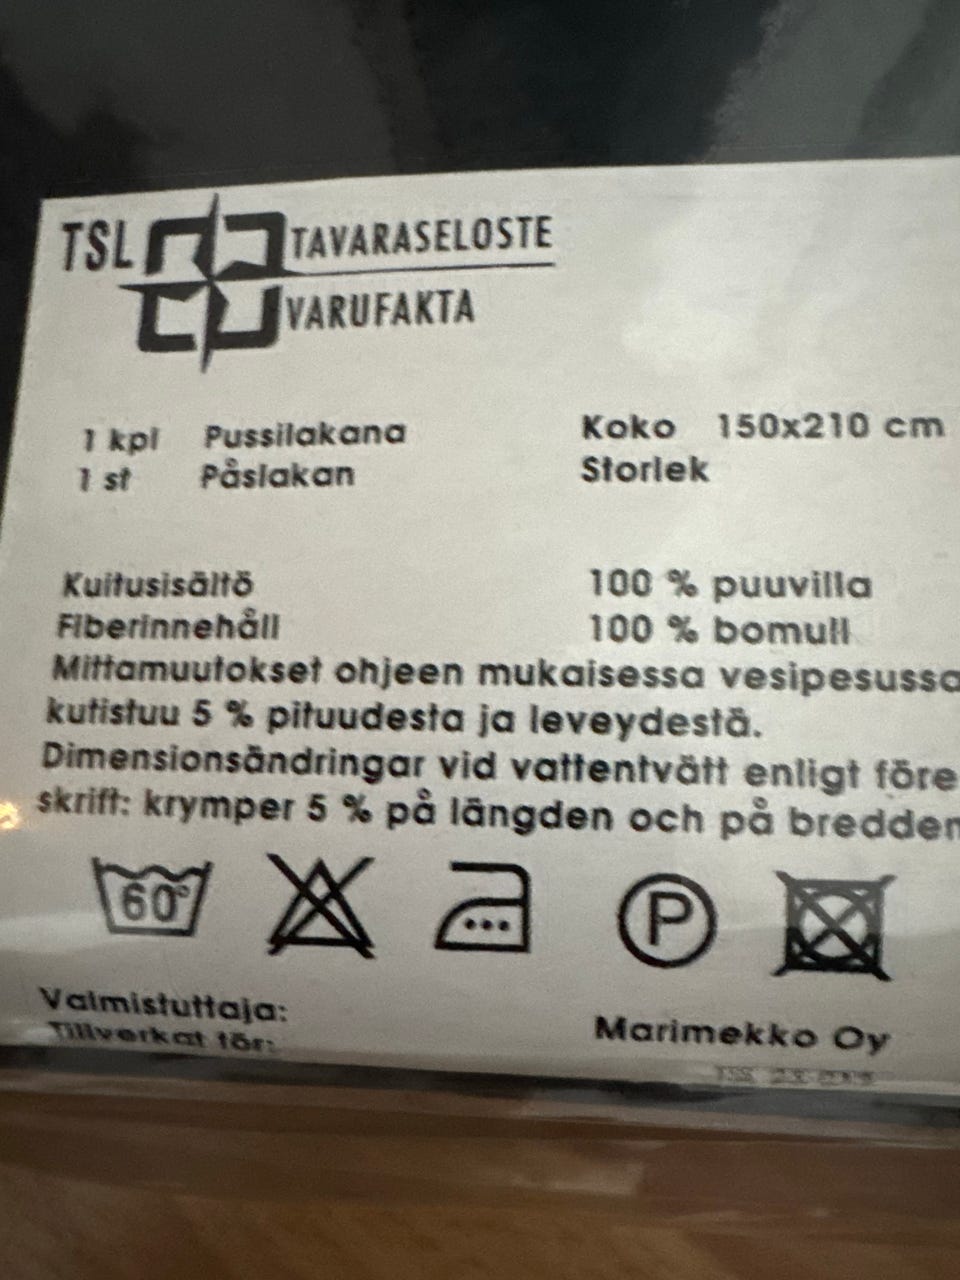 TSL TAVARASELOSTE
VARUFAKTA
1 kpl Pussilakana Koko 150x210 cm
1 st Påslakan Storlek
Kuitusisältö 100 % puuvilla
Fiberinnehåll 100 % bomull
Mittamuutokset ohjeen mukaisessa vesipesussa
kutistuu 5 % pituudesta ja leveydestä.
Dimensionsändringar vid vattentvätt enligt före
skrift: krymper 5 % på längden och på bredden
60° P
Valmistuttaja:
Tillverkat för: Marimekko Oy